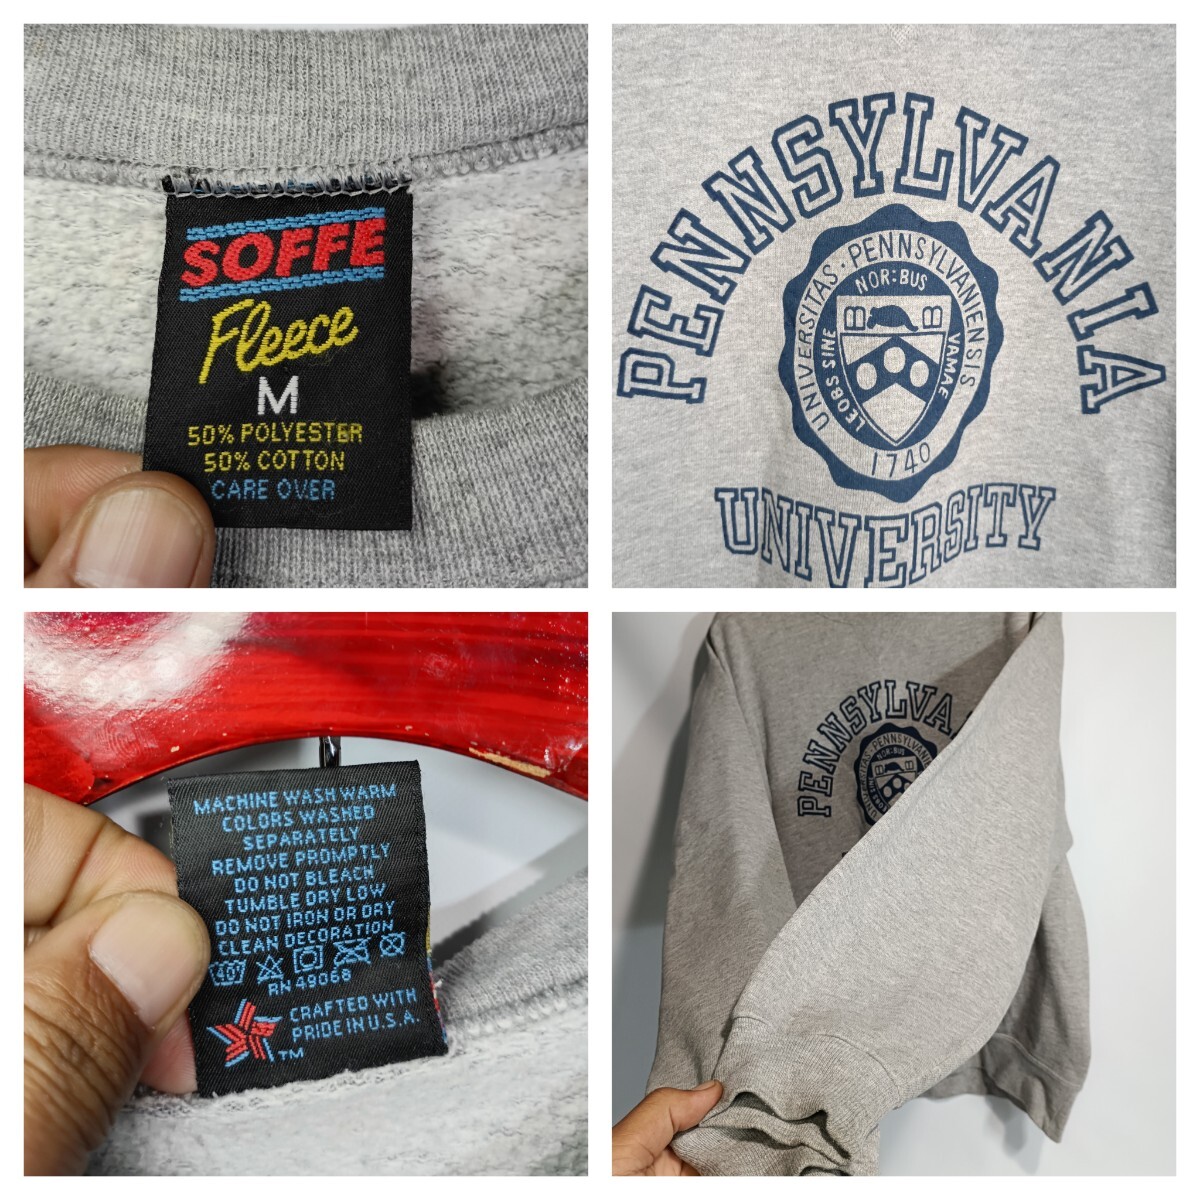 SOFFE
Fleece
M
50% POLYESTER
50% COTTON
CARE OVER
PENNSYLVANIA
UNIVERSITAS · PENNSYLVANIENSIS
NOR:BUS
LEOBS SINE
VAMAE
1740
UNIVERSITY
MACHINE WASH WARM
COLORS WASHED
SEPARATELY
REMOVE PROMPTLY
DO NOT BLEACH
TUMBLE DRY LOW
DO NOT IRON OR DRY
CLEAN DECORATION
40°
RN 49068
CRAFTED WITH
PRIDE IN U.S.A.
TM
PENNSYLVA
PENNSYLVANI
NOR:BUS